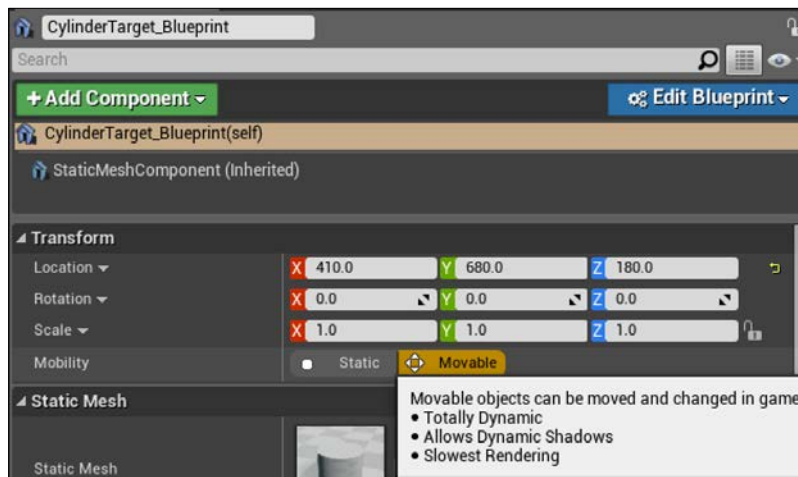 CylinderTarget_Blueprint
Search
+ Add Component
Edit Blueprint
CylinderTarget_Blueprint(self)
StaticMeshComponent (Inherited)
Transform
Location X 410.0 Y 680.0 Z 180.0
Rotation X 0.0 Y 0.0 Z 0.0
Scale X 1.0 Y 1.0 Z 1.0
Mobility Static Movable
Static Mesh
Movable objects can be moved and changed in game
• Totally Dynamic
• Allows Dynamic Shadows
• Slowest Rendering
Static Mesh